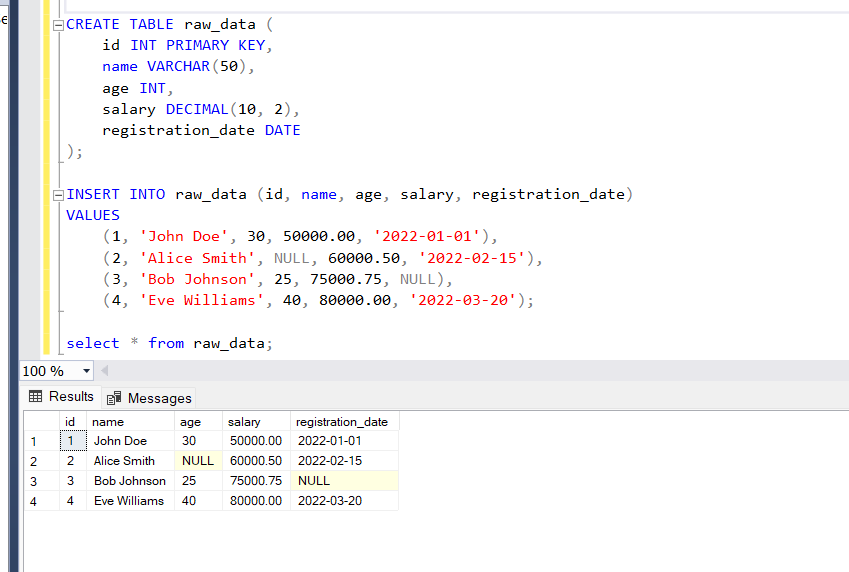 CREATE TABLE raw_data (
id INT PRIMARY KEY,
name VARCHAR(50),
age INT,
salary DECIMAL(10, 2),
registration_date DATE
);
INSERT INTO raw_data (id, name, age, salary, registration_date)
VALUES
(1, 'John Doe', 30, 50000.00, '2022-01-01'),
(2, 'Alice Smith', NULL, 60000.50, '2022-02-15'),
(3, 'Bob Johnson', 25, 75000.75, NULL),
(4, 'Eve Williams', 40, 80000.00, '2022-03-20');
select * from raw_data;
100 %
Results Messages
id name age salary registration_date
1 1 John Doe 30 50000.00 2022-01-01
2 2 Alice Smith NULL 60000.50 2022-02-15
3 3 Bob Johnson 25 75000.75 NULL
4 4 Eve Williams 40 80000.00 2022-03-20